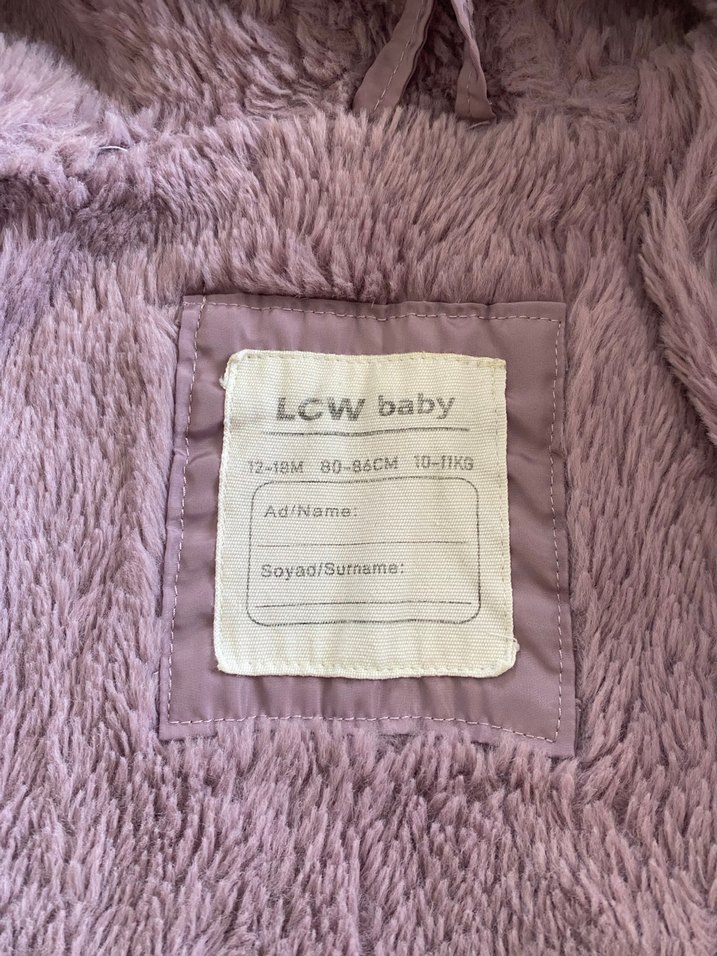 LCW baby
12-18M 80-86CM 10-11KG
Ad/Name:
Soyad/Surname: